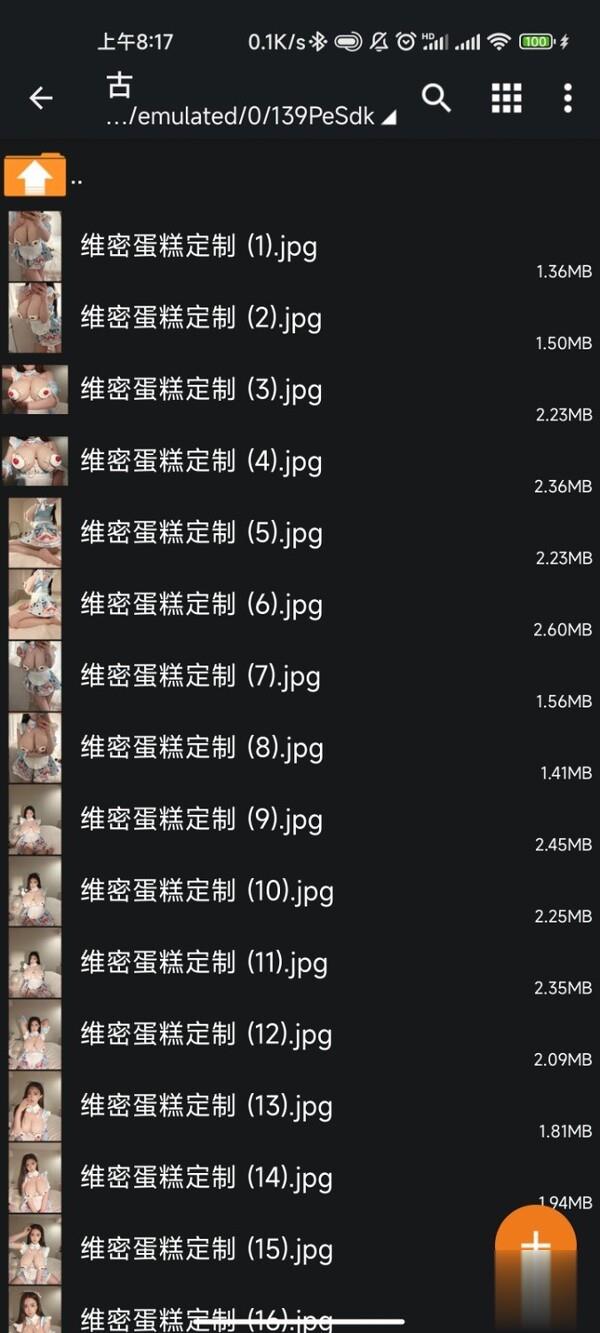 上午8:17
0.1K/s
HD
100
古
.../emulated/0/139PeSdk
..
维密蛋糕定制 (1).jpg
1.36MB
维密蛋糕定制 (2).jpg
1.50MB
维密蛋糕定制 (3).jpg
2.23MB
维密蛋糕定制 (4).jpg
2.36MB
维密蛋糕定制 (5).jpg
2.23MB
维密蛋糕定制 (6).jpg
2.60MB
维密蛋糕定制 (7).jpg
1.56MB
维密蛋糕定制 (8).jpg
1.41MB
维密蛋糕定制 (9).jpg
2.45MB
维密蛋糕定制 (10).jpg
2.25MB
维密蛋糕定制 (11).jpg
2.35MB
维密蛋糕定制 (12).jpg
2.09MB
维密蛋糕定制 (13).jpg
1.81MB
维密蛋糕定制 (14).jpg
1.94MB
维密蛋糕定制 (15).jpg
维密蛋糕定制 (16).jpg